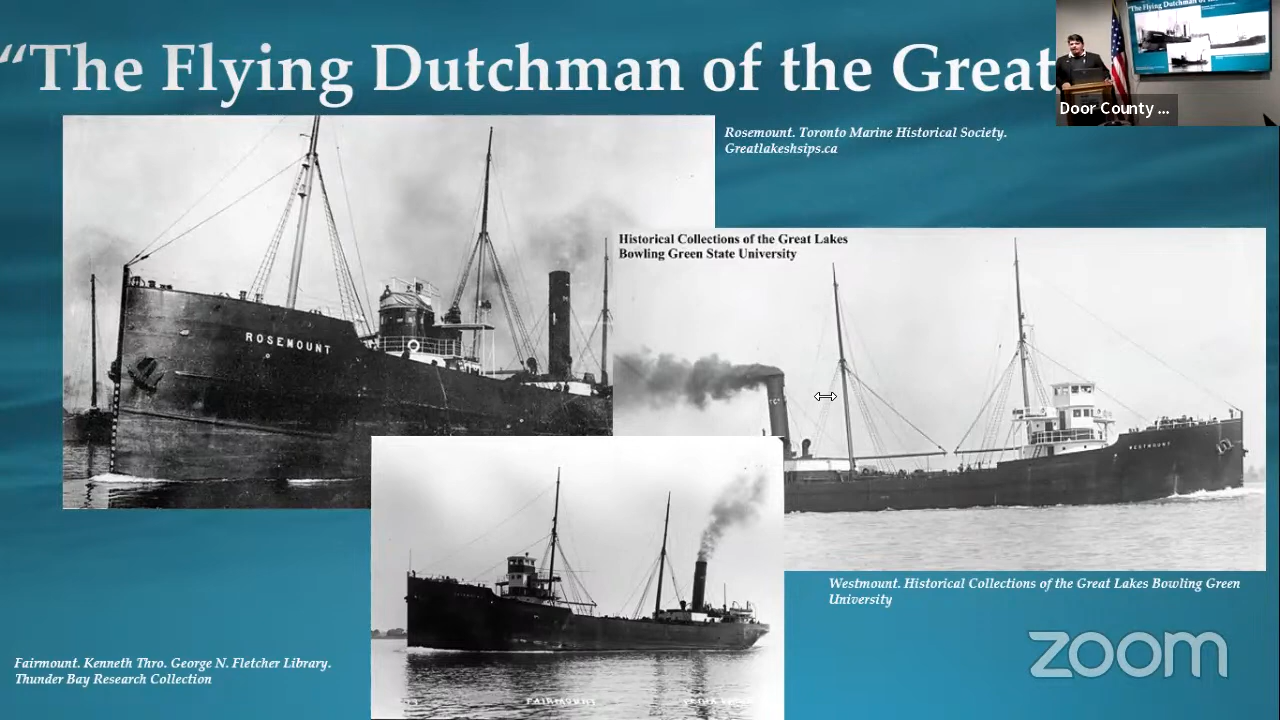 “The Flying Dutchman of the Great
Door County ...
Rosemount. Toronto Marine Historical Society.
Greatlakeshsips.ca
Historical Collections of the Great Lakes
Bowling Green State University
ROSEMOUNT
WESTMOUNT
Westmount. Historical Collections of the Great Lakes Bowling Green
University
Fairmount. Kenneth Thro. George N. Fletcher Library.
Thunder Bay Research Collection
FAIRMOUNT
zoom